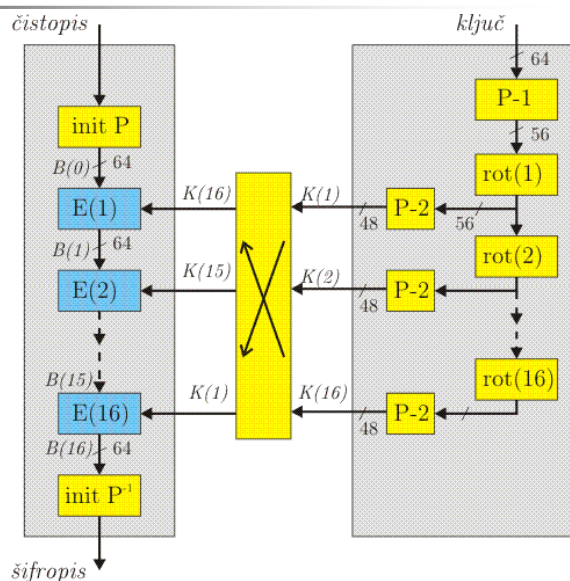 čistopis
ključ
64
P-1
56
init P
B(0) 64
rot(1)
K(16)
K(1)
E(1)
P-2
48
56
B(1) 64
rot(2)
K(15)
K(2)
E(2)
P-2
48
B(15)
rot(16)
K(1)
K(16)
E(16)
P-2
48
B(16) 64
init P⁻¹
šifropis